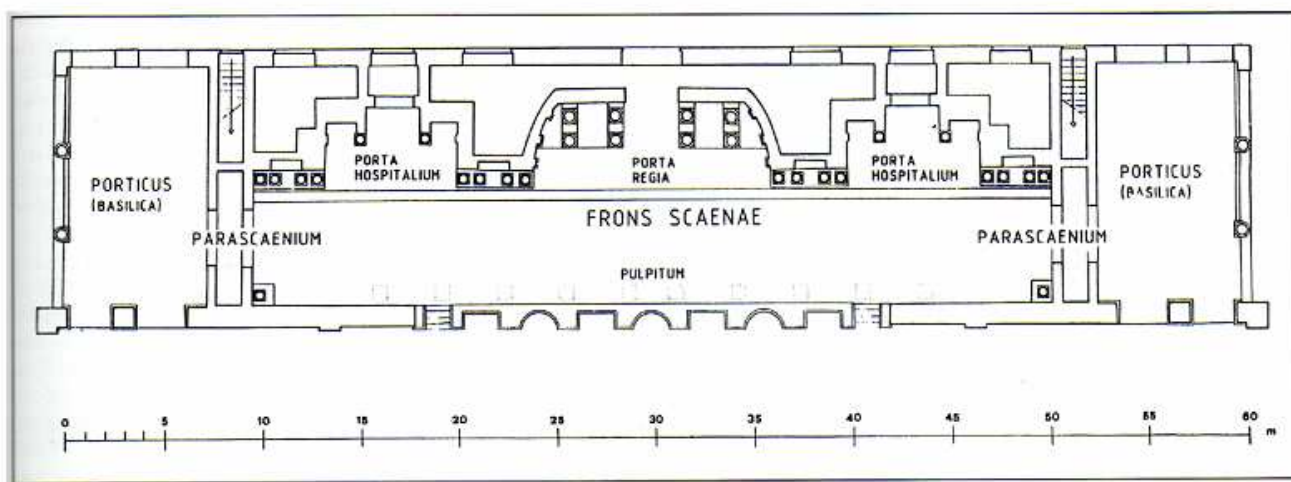 PORTA
HOSPITALIUM
PORTA
REGIA
PORTA
HOSPITALIUM
PORTICUS
(BASILICA)
PORTICUS
(BASILICA)
FRONS SCAENAE
PARASCAENIUM
PARASCAENIUM
PULPITUM
0 5 10 15 20 25 30 35 40 45 50 55 60
m